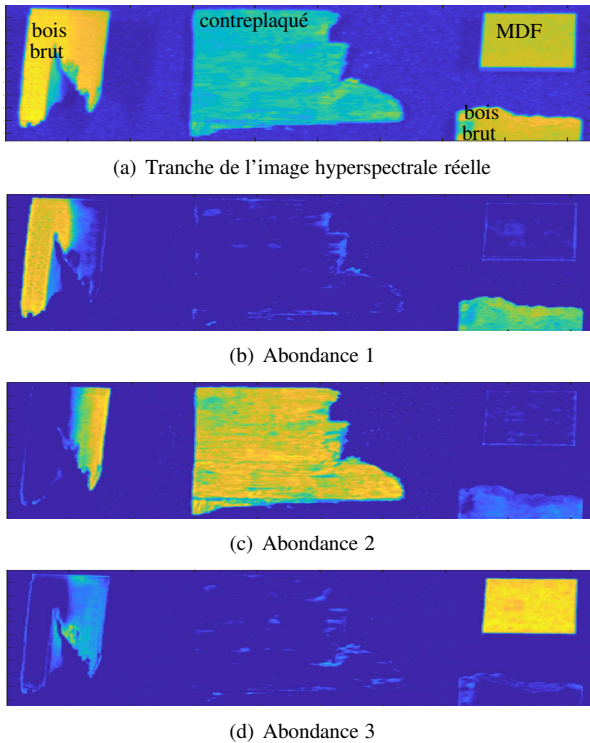 bois
brut
contreplaqué
MDF
bois
brut
(a) Tranche de l'image hyperspectrale réelle
(b) Abondance 1
(c) Abondance 2
(d) Abondance 3